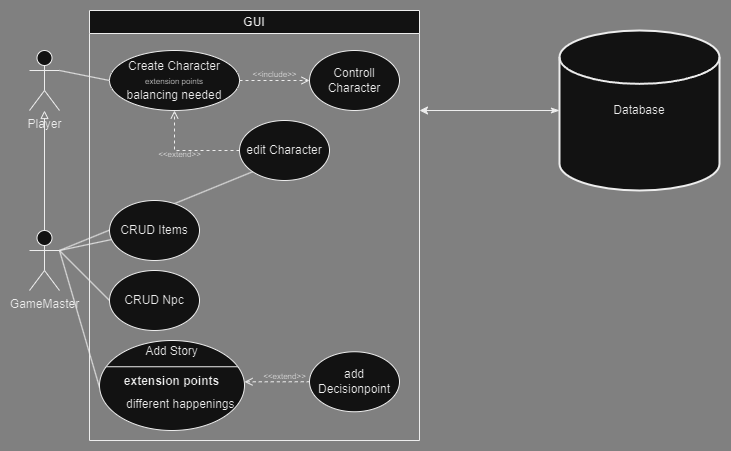 GUI
Create Character
extension points
balancing needed
<<include>>
Controll
Character
Database
Player
edit Character
<<extend>>
CRUD Items
GameMaster
CRUD Npc
Add Story
extension points
different happenings
<<extend>>
add
Decisionpoint